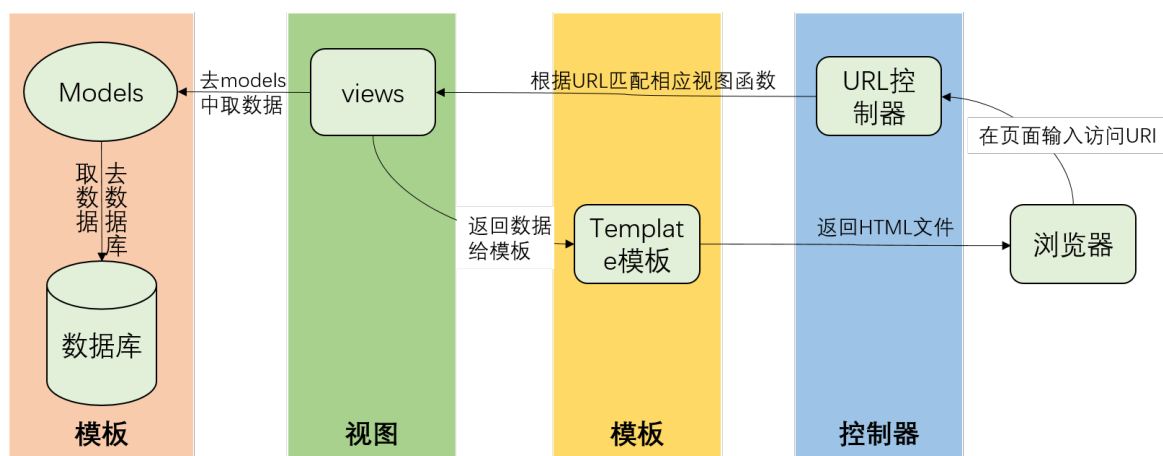 Models
去models
中取数据
views
根据URL匹配相应视图函数
URL控
制器
在页面输入访问URI
取数据
去数据库
返回数据
给模板
Templat
e模板
返回HTML文件
浏览器
数据库
模板
视图
模板
控制器